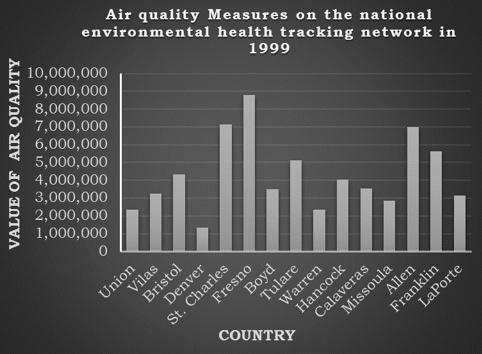 Air quality Measures on the national
environmental health tracking network in
1999
VALUE OF AIR QUALITY
10,000,000
9,000,000
8,000,000
7,000,000
6,000,000
5,000,000
4,000,000
3,000,000
2,000,000
1,000,000
0
Union
Vilas
Bristol
Denver
St. Charles
Fresno
Boyd
Tulare
Warren
Hancock
Calaveras
Missoula
Allen
Franklin
LaPorte
COUNTRY